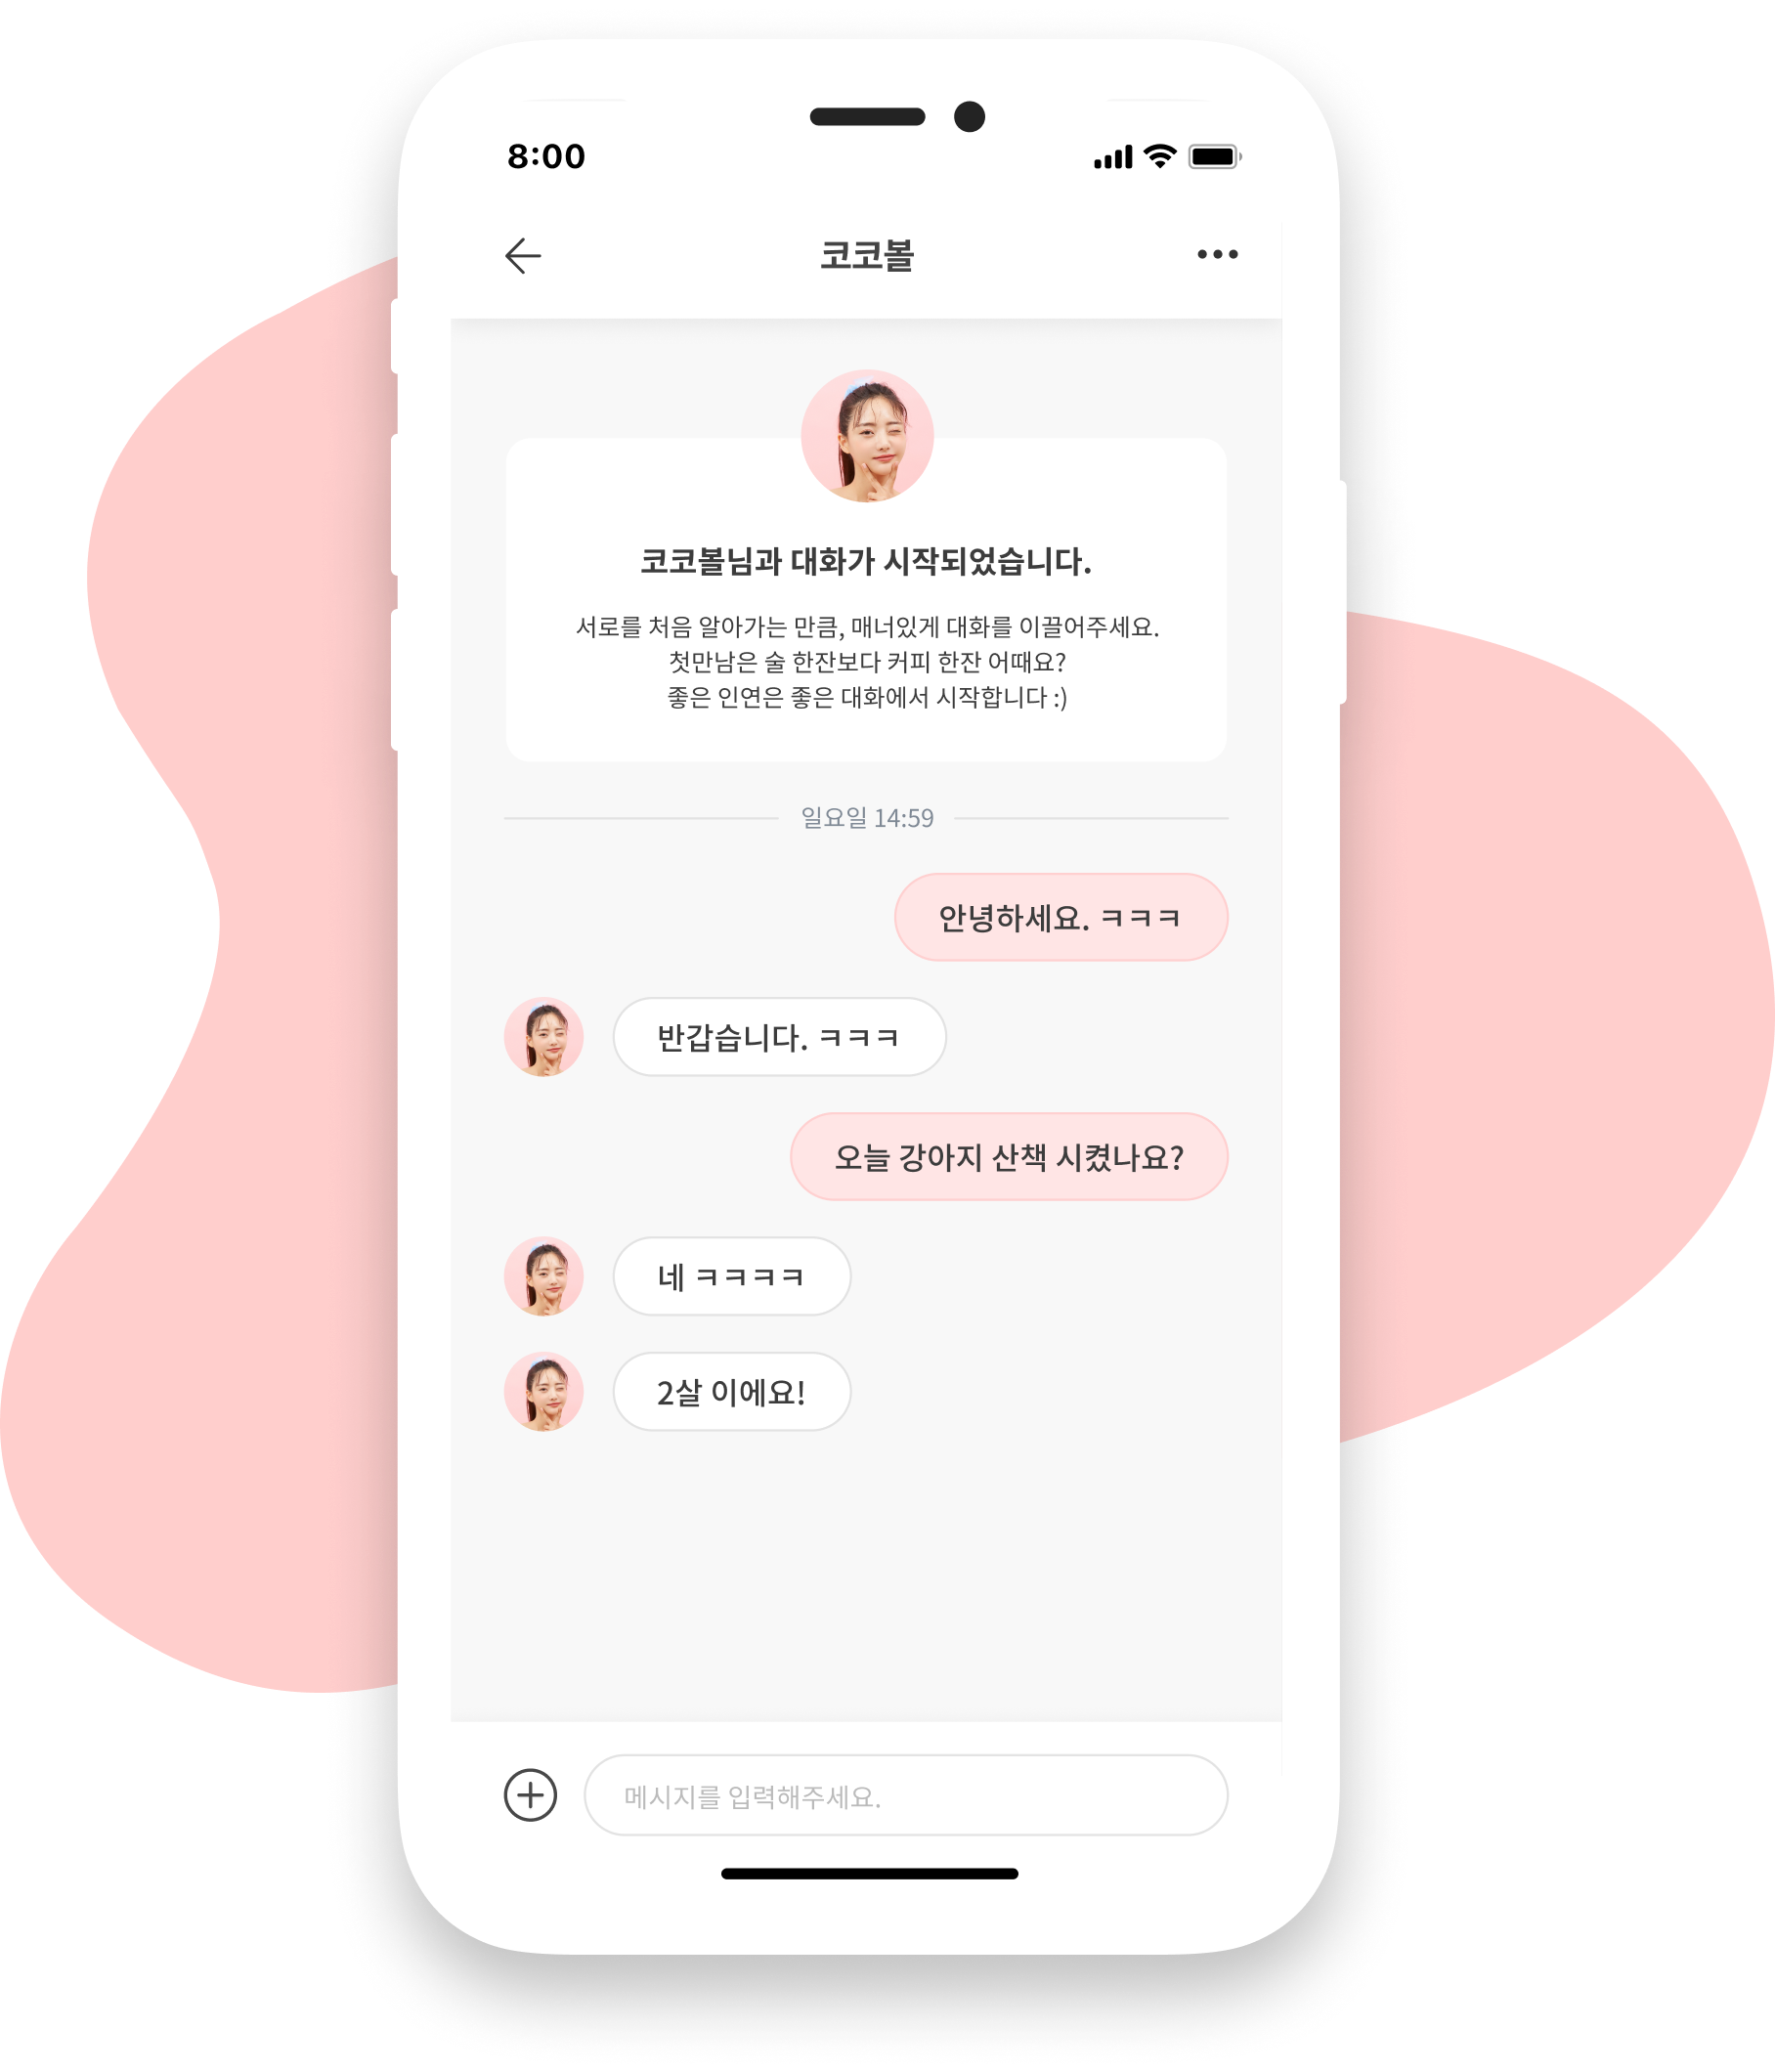 8:00
코코볼
코코볼님과 대화가 시작되었습니다.
서로를 처음 알아가는 만큼, 매너있게 대화를 이끌어주세요.
첫만남은 술 한잔보다 커피 한잔 어때요?
좋은 인연은 좋은 대화에서 시작합니다 :)
일요일 14:59
안녕하세요. ㅋㅋㅋ
반갑습니다. ㅋㅋㅋ
오늘 강아지 산책 시켰나요?
네 ㅋㅋㅋㅋ
2살 이에요!
메시지를 입력해주세요.